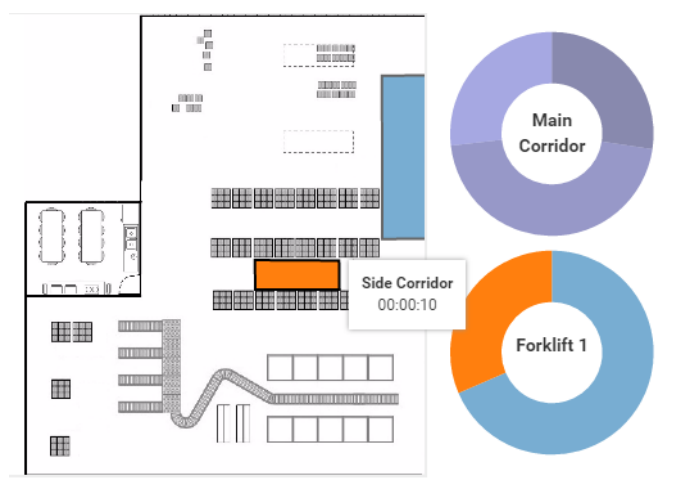 Main
Corridor
Side Corridor
00:00:10
Forklift 1